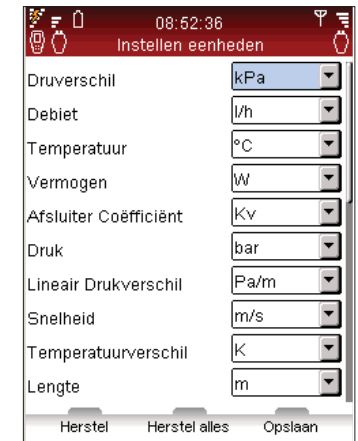 08:52:36
Instellen eenheden
Druverschil kPa
Debiet l/h
Temperatuur °C
Vermogen W
Afsluiter Coëfficiënt Kv
Druk bar
Lineair Drukverschil Pa/m
Snelheid m/s
Temperatuurverschil K
Lengte m
Herstel Herstel alles Opslaan